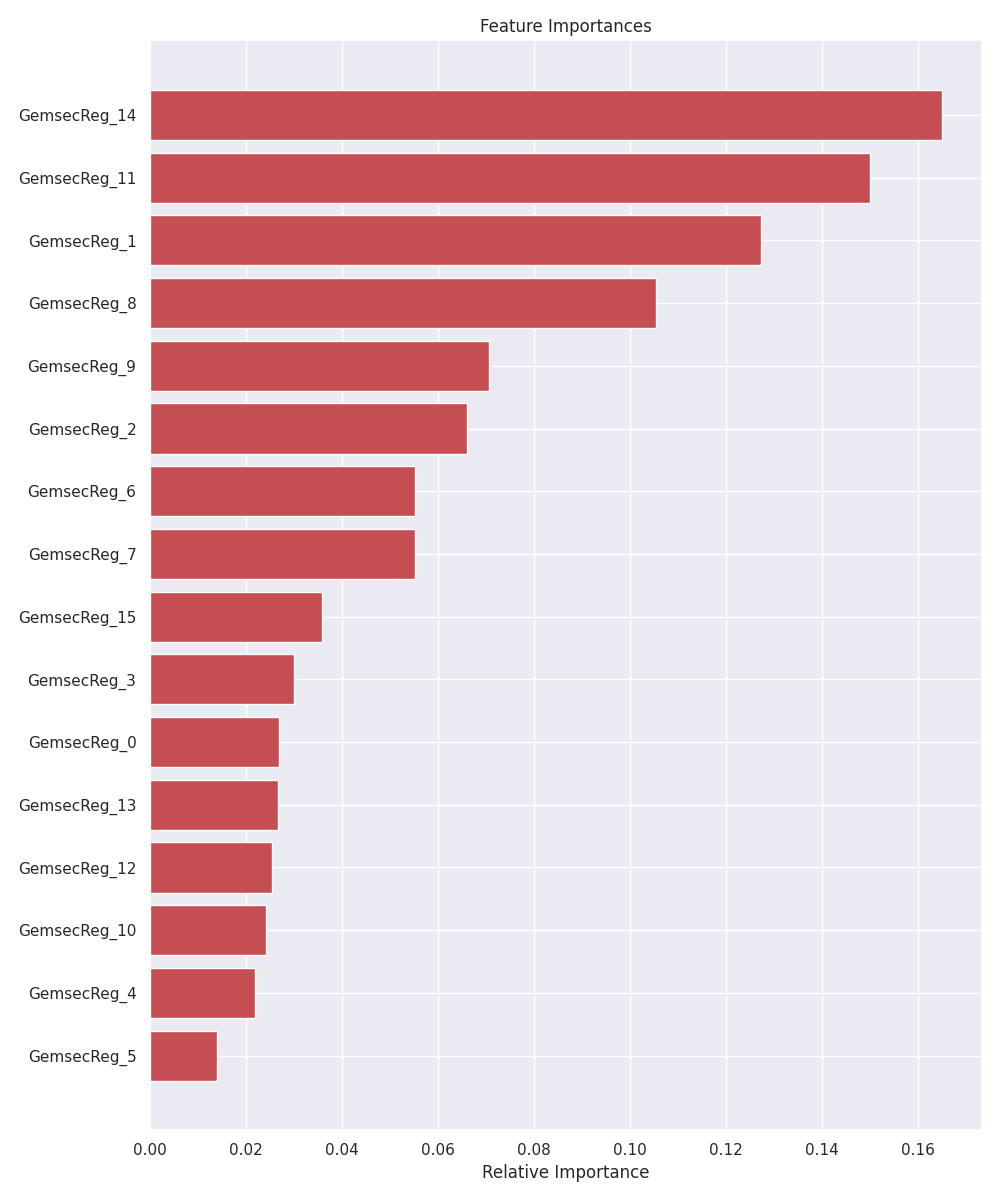 Feature Importances
GemsecReg_14
GemsecReg_11
GemsecReg_1
GemsecReg_8
GemsecReg_9
GemsecReg_2
GemsecReg_6
GemsecReg_7
GemsecReg_15
GemsecReg_3
GemsecReg_0
GemsecReg_13
GemsecReg_12
GemsecReg_10
GemsecReg_4
GemsecReg_5
0.00 0.02 0.04 0.06 0.08 0.10 0.12 0.14 0.16
Relative Importance